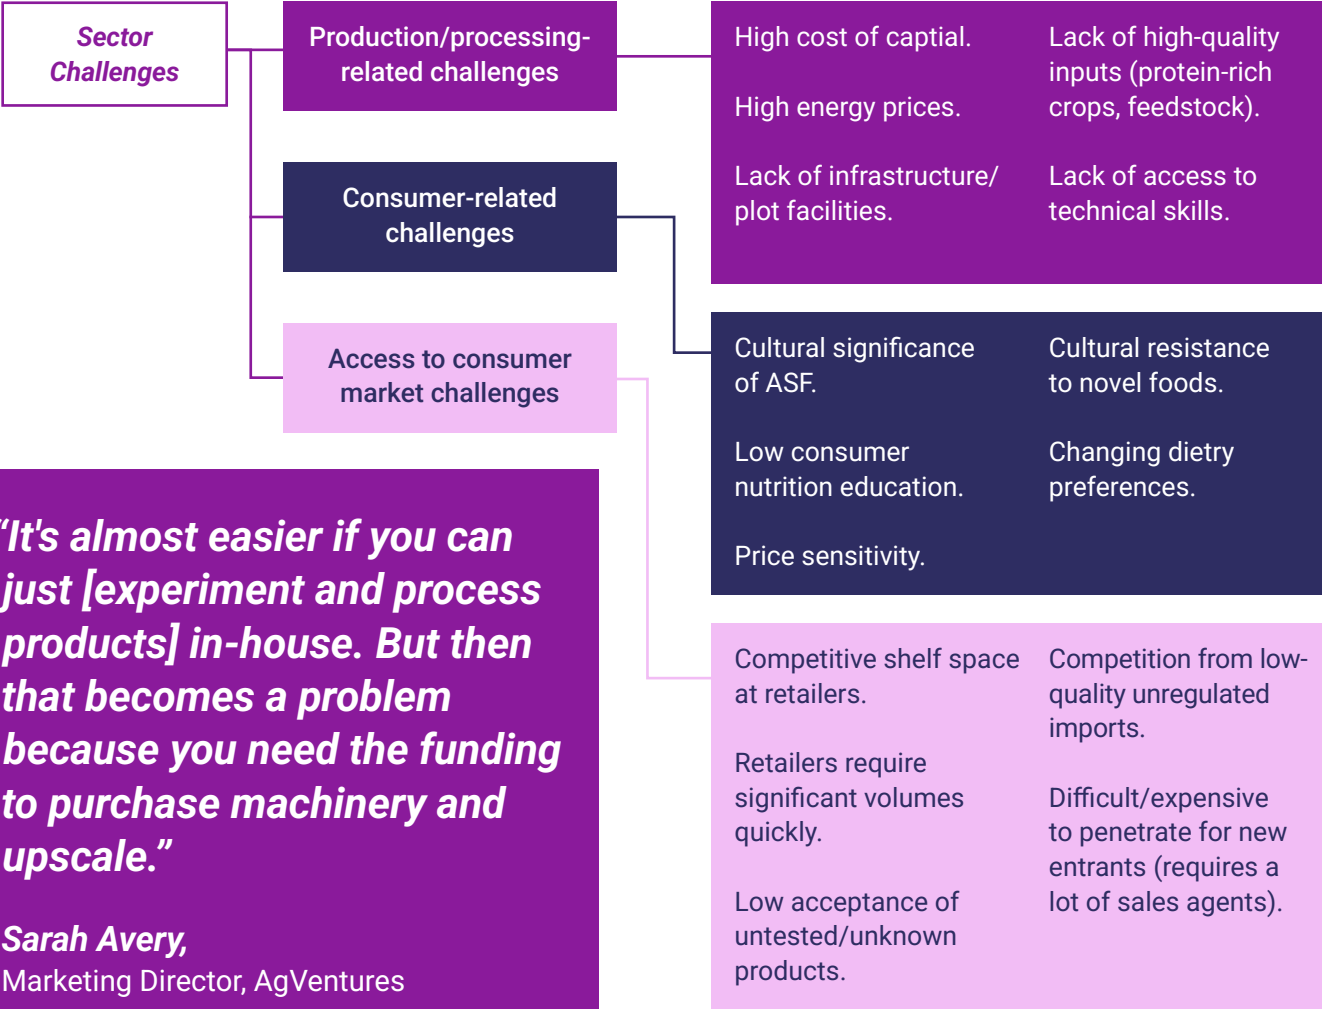 Sector
Challenges
Production/processing-
related challenges
Consumer-related
challenges
Access to consumer
market challenges
High cost of captial.
High energy prices.
Lack of infrastructure/
plot facilities.
Lack of high-quality
inputs (protein-rich
crops, feedstock).
Lack of access to
technical skills.
Cultural significance
of ASF.
Low consumer
nutrition education.
Price sensitivity.
Cultural resistance
to novel foods.
Changing dietry
preferences.
Competitive shelf space
at retailers.
Retailers require
significant volumes
quickly.
Low acceptance of
untested/unknown
products.
Competition from low-
quality unregulated
imports.
Difficult/expensive
to penetrate for new
entrants (requires a
lot of sales agents).
“It's almost easier if you can
just [experiment and process
products] in-house. But then
that becomes a problem
because you need the funding
to purchase machinery and
upscale.”
Sarah Avery,
Marketing Director, AgVentures